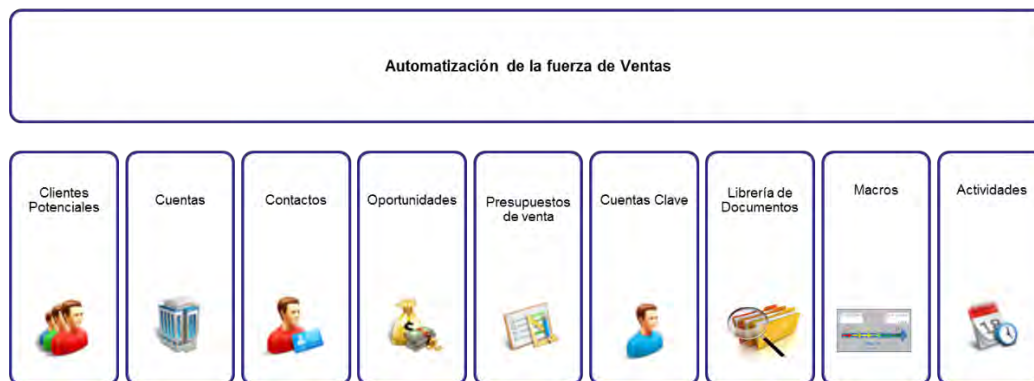 Automatización de la fuerza de Ventas
Clientes
Potenciales
Cuentas
Contactos
Oportunidades
Presupuestos
de venta
Cuentas Clave
Librería de
Documentos
Macros
Actividades